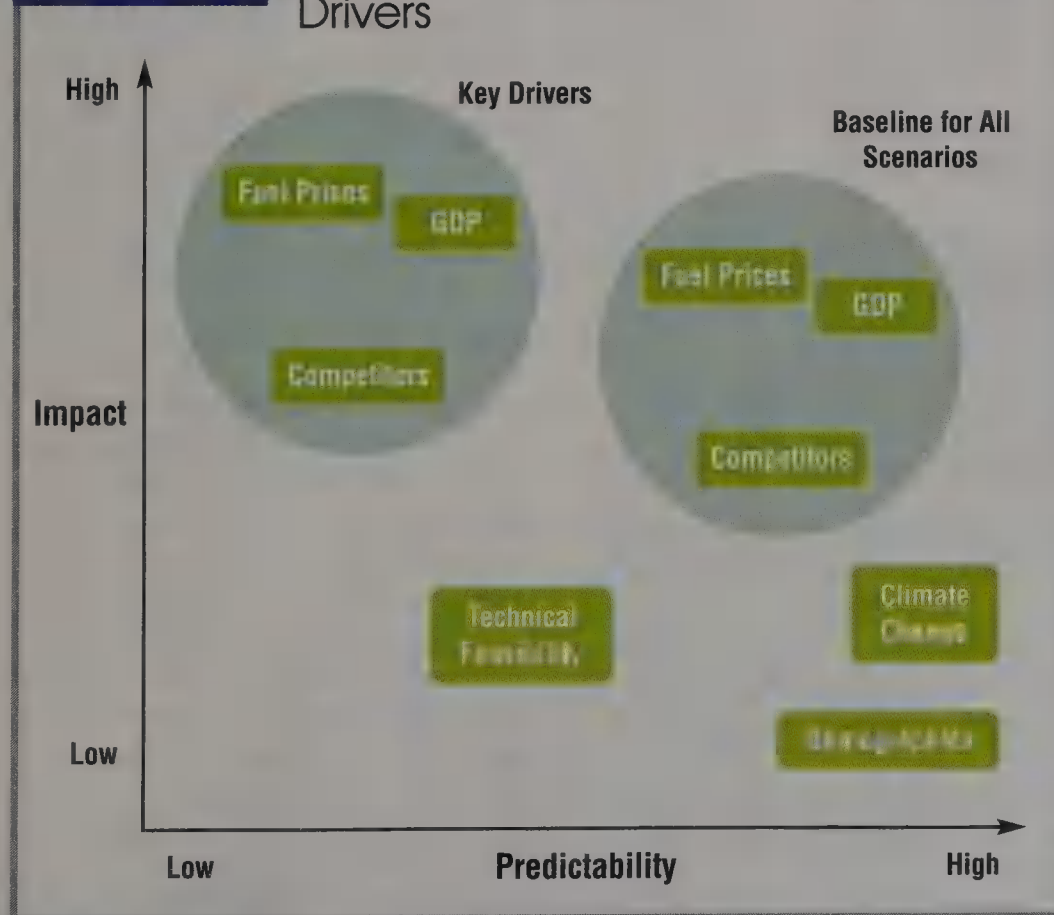 Drivers
High
Key Drivers
Baseline for All
Scenarios
Fuel Prices
GDP
Fuel Prices
GDP
Competitors
Impact
Competitors
Technical
Feasibility
Climate
Change
Low
Low
Predictability
High